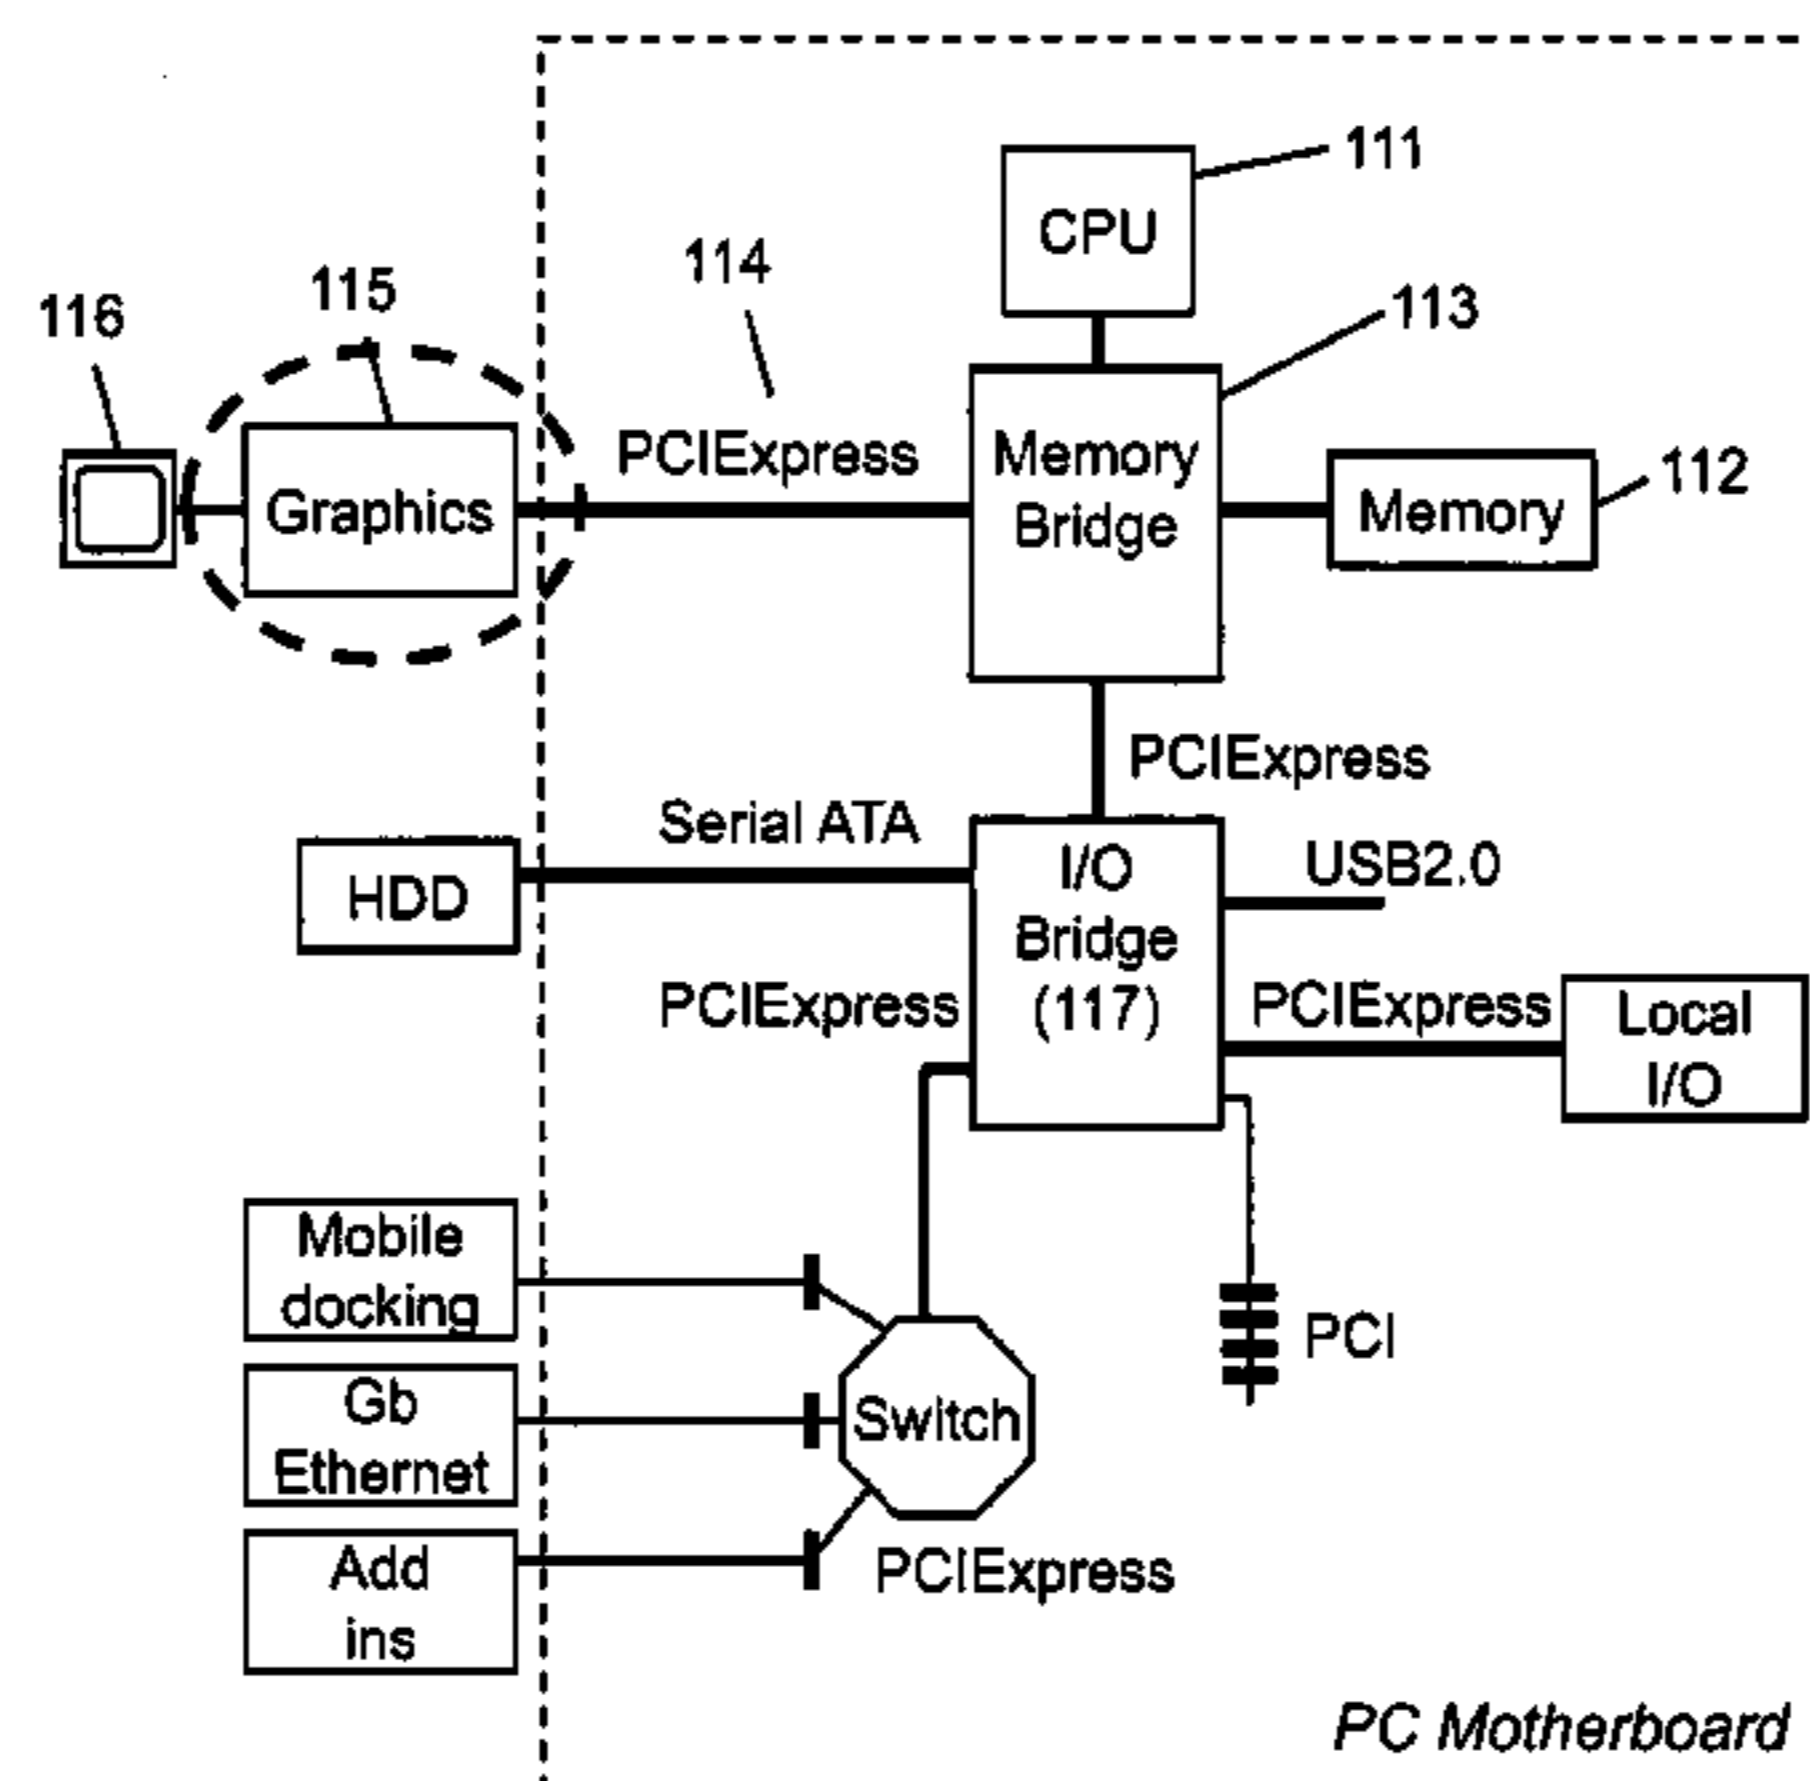 111
CPU
114
115
116
113
PCIExpress
Memory
Bridge
112
Graphics
Memory
PCIExpress
Serial ATA
I/O
Bridge
(117)
USB2.0
HDD
PCIExpress
PCIExpress
Local
I/O
Mobile
docking
PCI
Gb
Ethernet
Switch
Add
ins
PCIExpress
PC Motherboard